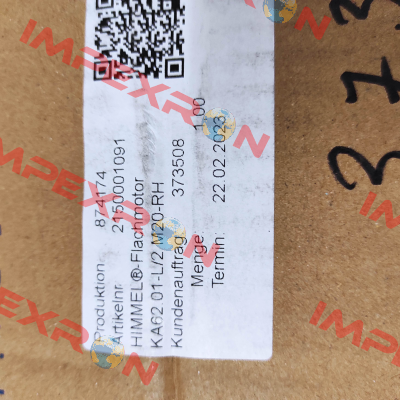 Produktion 874174
Artikelnr. 2150001091
HIMMEL®-Flachmotor
KA62.01-L/2 M20-RH
Kundenauftrag 373508
Menge 1,00
Termin: 22.02.2023
373
IMPEXRON
IMPEXRON
IMPEXRON
IMPEXRON